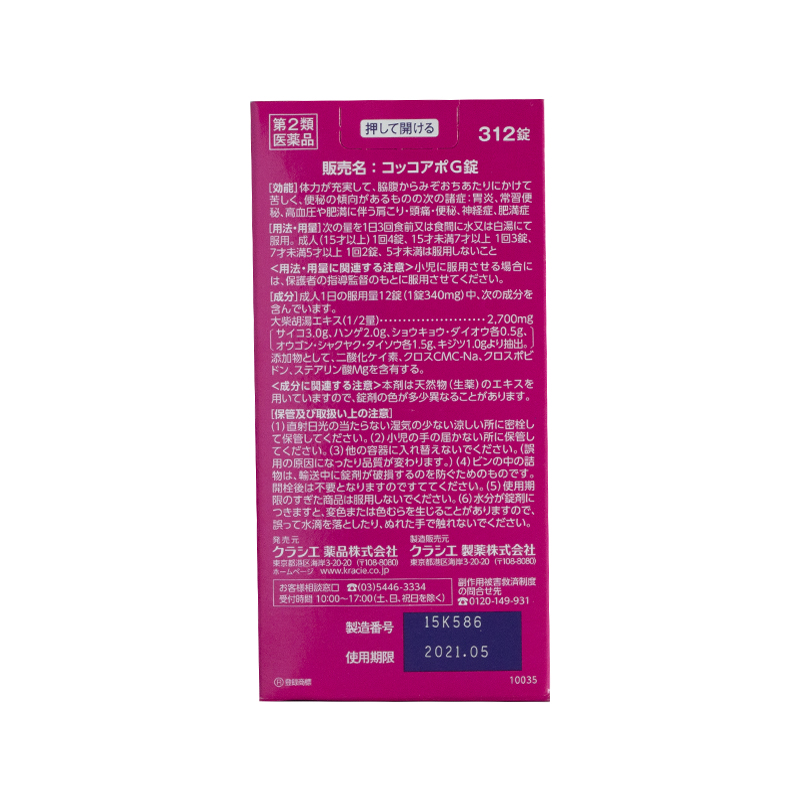 第2類
医薬品
押して開ける
312錠
販売名：コッコアポG錠
[効能]体力が充実して、脇腹からみぞおちあたりにかけて
苦しく、便秘の傾向があるものの次の諸症：胃炎、常習便
秘、高血圧や肥満に伴う肩こり・頭痛・便秘、神経症、肥満症
[用法・用量]次の量を1日3回食前又は食間に水又は白湯にて
服用。成人(15才以上)1回4錠、15才未満7才以上 1回3錠、
7才未満5才以上 1回2錠、5才未満は服用しないこと
<用法・用量に関連する注意>小児に服用させる場合に
は、保護者の指導監督のもとに服用させてください。
[成分]成人1日の服用量12錠(1錠340mg)中、次の成分を
含んでいます。
大柴胡湯エキス(1/2量)・・・・・・・・・・・・・・・・・・・・・・2,700mg
サイコ3.0g、ハンゲ2.0g、ショウキョウ・ダイオウ各0.5g、
オウゴン・シャクヤク・タイソウ各1.5g、キジツ1.0gより抽出。
添加物として、二酸化ケイ素、クロスCMC-Na、クロスポビ
ドン、ステアリン酸Mgを含有する。
<成分に関連する注意>本剤は天然物(生薬)のエキスを
用いていますので、錠剤の色が多少異なることがあります。
[保管及び取扱い上の注意]
(1)直射日光の当たらない湿気の少ない涼しい所に密栓し
て保管してください。(2)小児の手の届かない所に保管し
てください。(3)他の容器に入れ替えないでください。(誤
用の原因になったり品質が変わります。)(4)ビンの中の詰
物は、輸送中に錠剤が破損するのを防ぐためのものです。
開栓後は不要となりますのですててください。(5)使用期
限のすぎた商品は服用しないでください。(6)水分が錠剤に
つきますと、変色または色むらを生じることがありますので、
誤って水滴を落としたり、ぬれた手で触れないでください。
発売元
クラシエ 薬品株式会社
東京都港区海岸3-20-20 (〒108-8080)
ホームページ www.kracie.co.jp
製造販売元
クラシエ 製薬株式会社
東京都港区海岸3-20-20(〒108-8080)
お客様相談窓口 ☎(03)5446-3334
受付時間 10:00〜17:00(土、日、祝日を除く)
副作用被害救済制度
の問合せ先
☎0120-149-931
製造番号 15K586
使用期限 2021.05
Ⓗ登録商標
10035